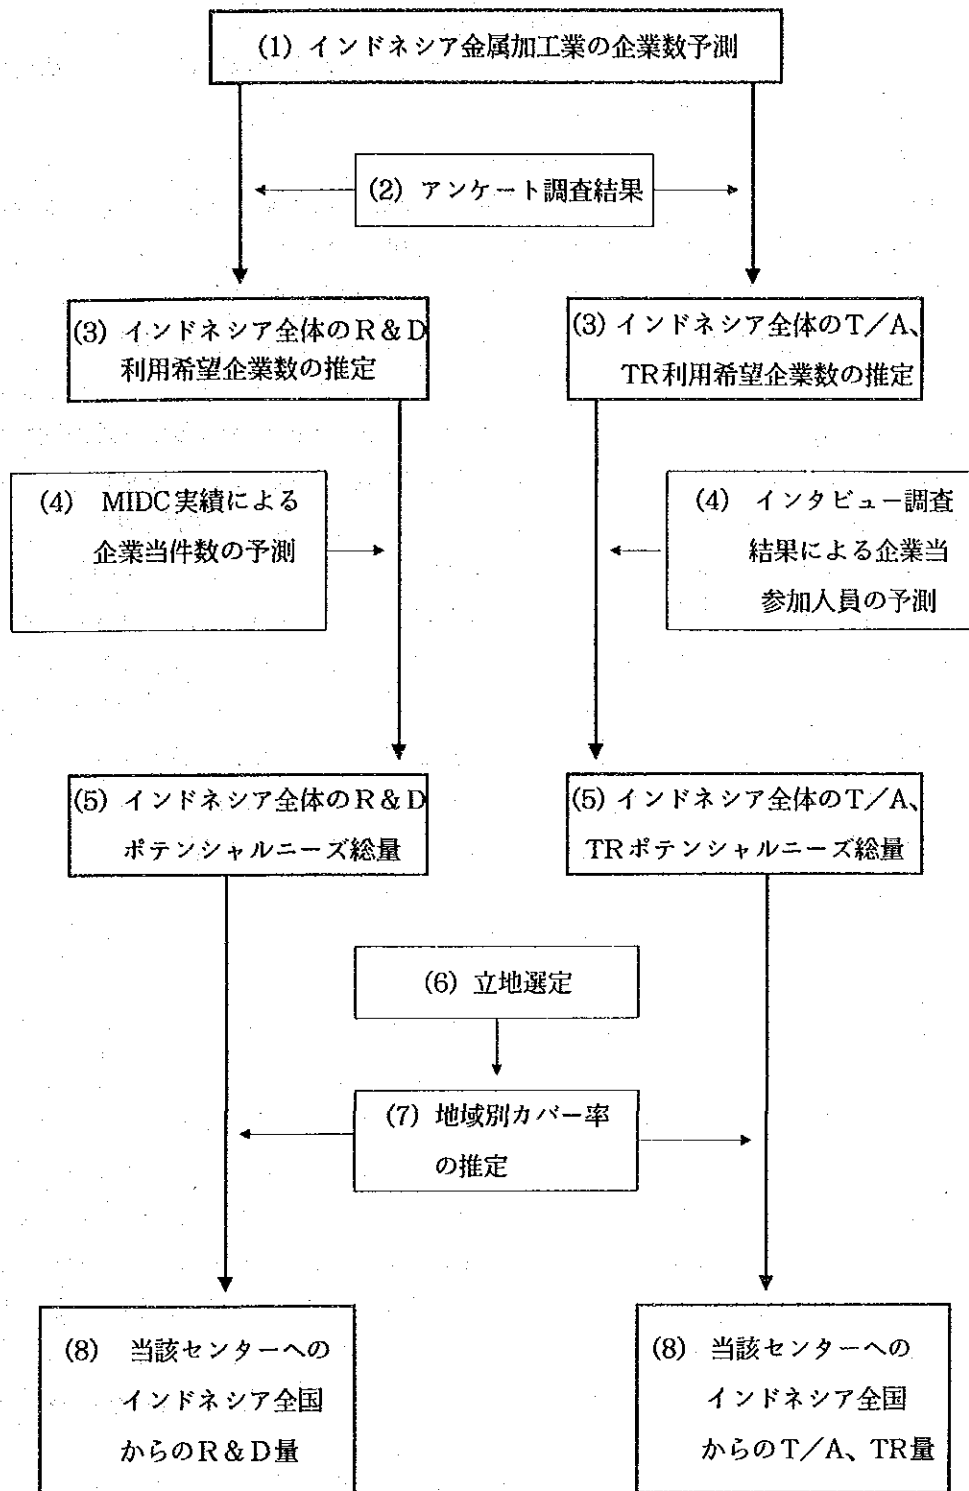 (1) インドネシア金属加工業の企業数予測
(2) アンケート調査結果
(3) インドネシア全体のR&D
利用希望企業数の推定
(3) インドネシア全体のT/A、
TR利用希望企業数の推定
(4) MIDC実績による
企業当件数の予測
(4) インタビュー調査
結果による企業当
参加人員の予測
(5) インドネシア全体のR&D
ポテンシャルニーズ総量
(5) インドネシア全体のT/A、
TRポテンシャルニーズ総量
(6) 立地選定
(7) 地域別カバー率
の推定
(8) 当該センターへの
インドネシア全国
からのR&D量
(8) 当該センターへの
インドネシア全国
からのT/A、TR量